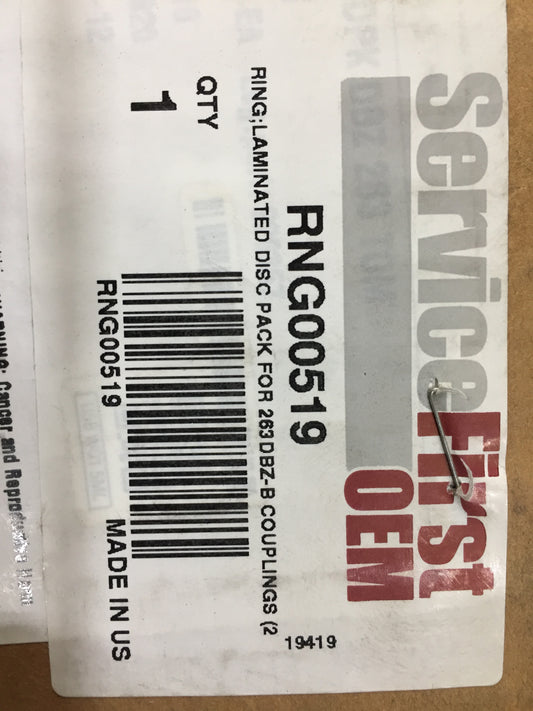 ServiceFirst
OEM
RNG00519
RING;LAMINATED DISC PACK FOR 263DBZ-B COUPLINGS (2
QTY
1
RNG00519
MADE IN US
19419
WARNING: Cancer and Reproductive Harm